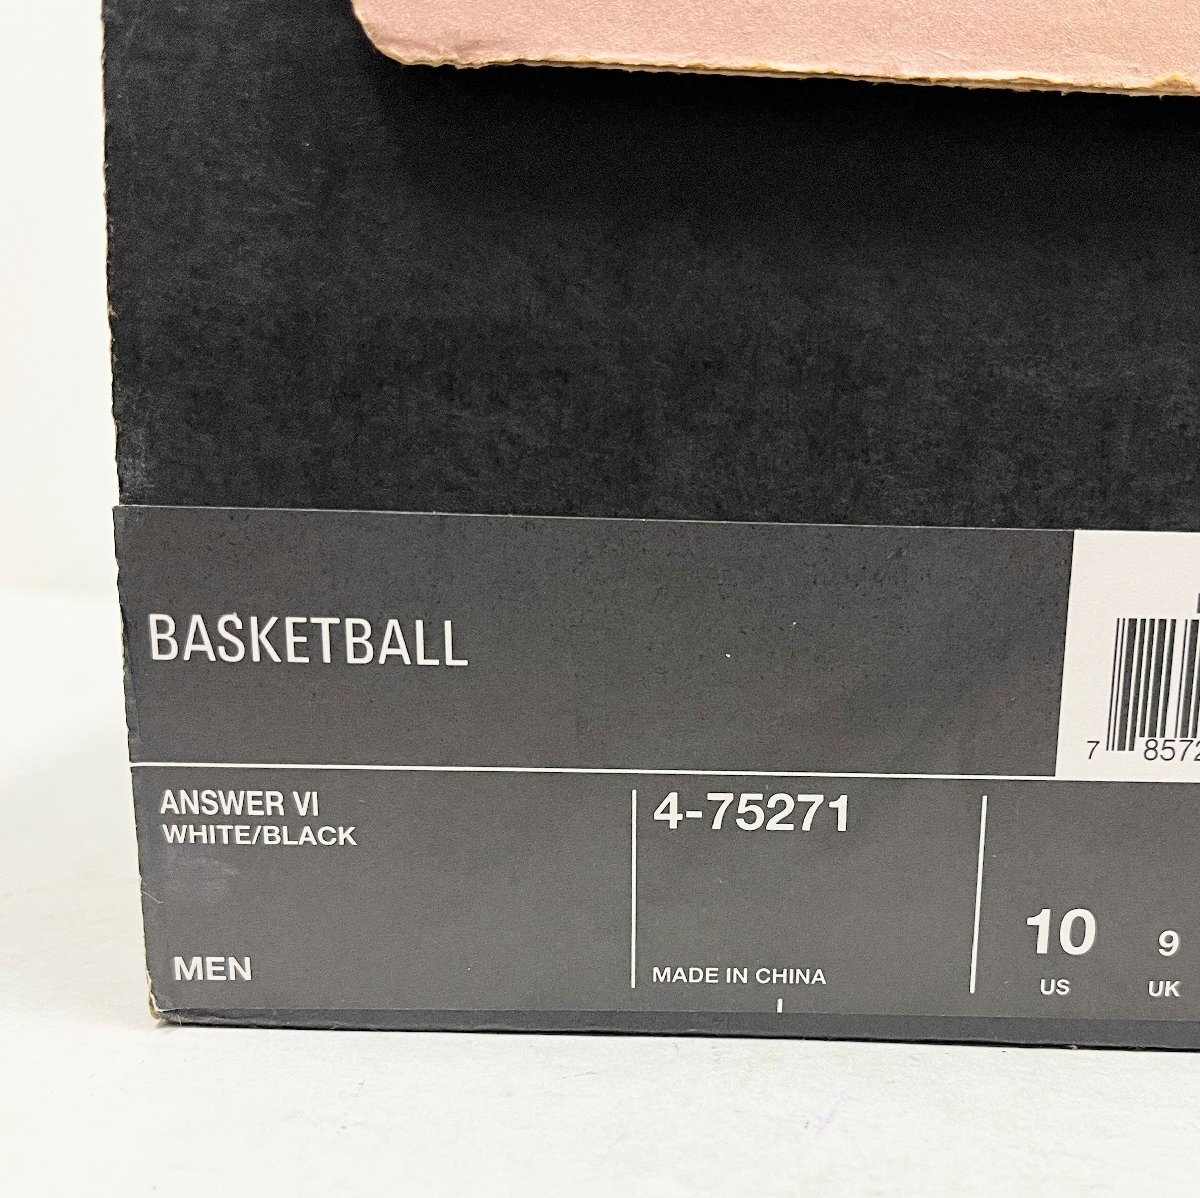 BASKETBALL
7 8572
ANSWER VI
WHITE/BLACK
MEN
4-75271
MADE IN CHINA
10
US
9
UK